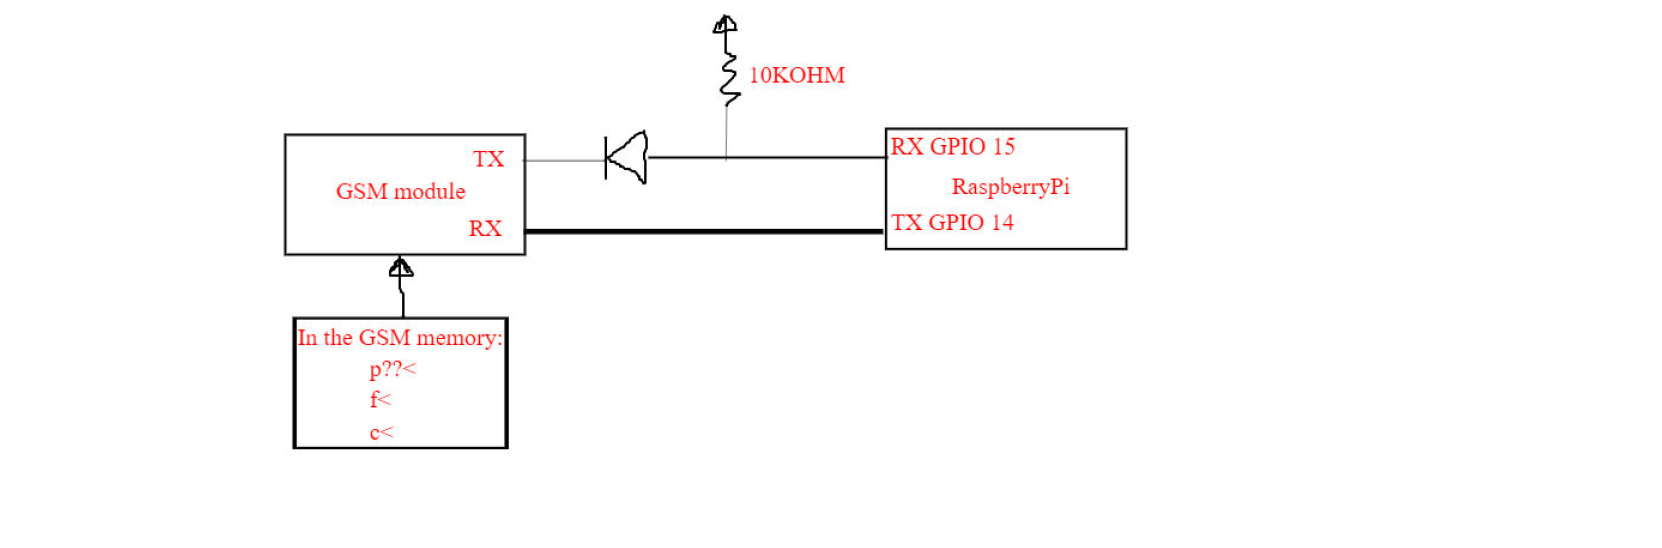 10KOHM
TX
GSM module
RX
RX GPIO 15
RaspberryPi
TX GPIO 14
In the GSM memory:
p??<
f<
c<